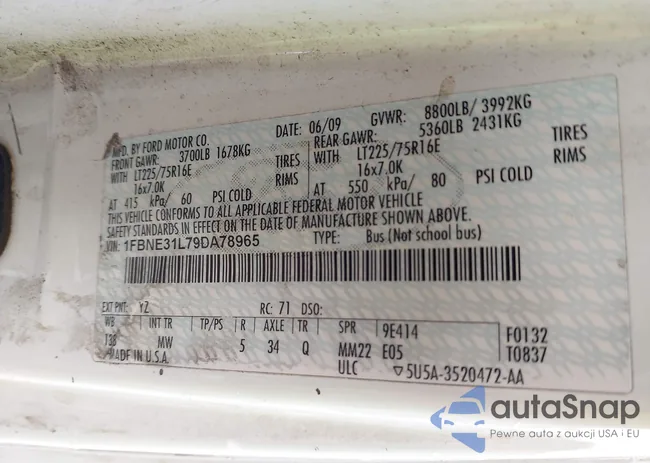 MFD. BY FORD MOTOR CO. DATE: 06/09 GVWR: 8800LB/ 3992KG
FRONT GAWR: 3700LB 1678KG REAR GAWR: 5360LB 2431KG
WITH LT225/75R16E TIRES WITH LT225/75R16E TIRES
16x7.0K RIMS 16x7.0K RIMS
AT 415 kPa/ 60 PSI COLD AT 550 kPa/ 80 PSI COLD
THIS VEHICLE CONFORMS TO ALL APPLICABLE FEDERAL MOTOR VEHICLE
SAFETY STANDARDS IN EFFECT ON THE DATE OF MANUFACTURE SHOWN ABOVE.
VIN: 1FBNE31L79DA78965 TYPE: Bus (Not school bus)
EXT PNT: YZ RC: 71 DSO:
WB INT TR TP/PS R AXLE TR SPR 9E414 F0132
138 MW 5 34 Q MM22 E05 T0837
MADE IN U.S.A. ULC ▽5U5A-3520472-AA
autaSnap
Pewne auta z aukcji USA i EU